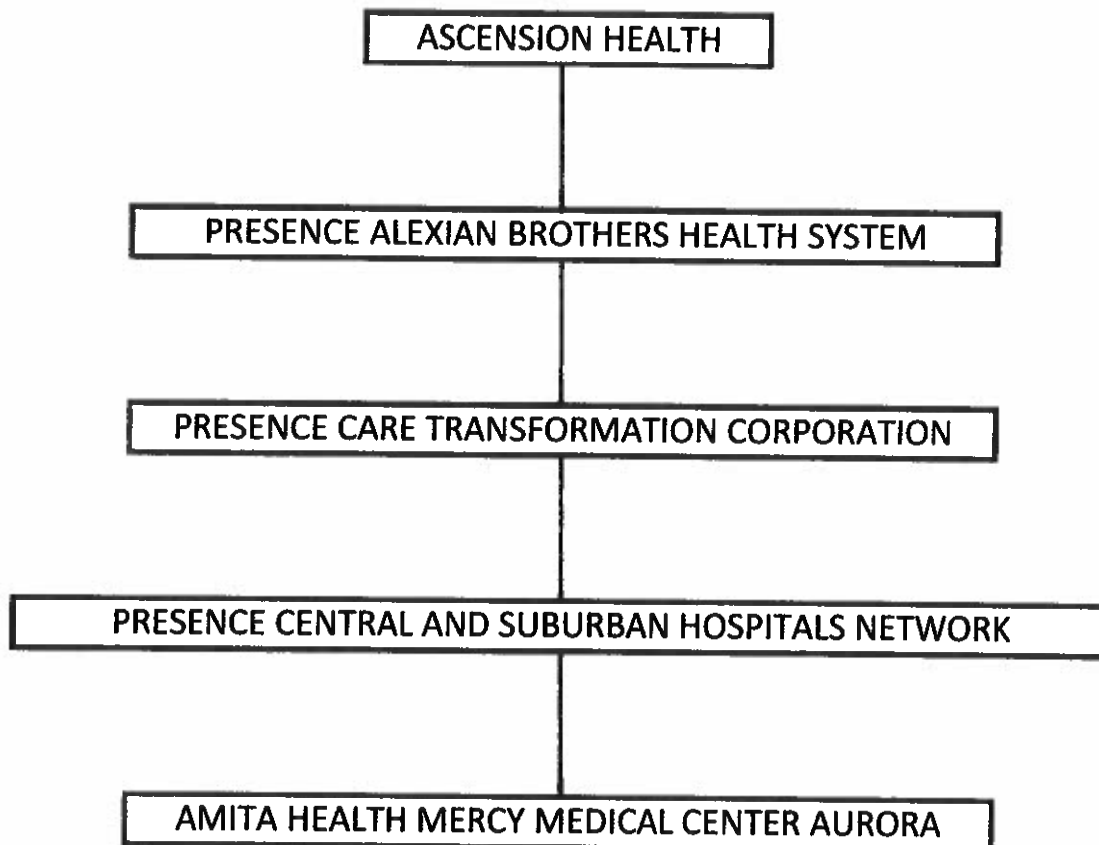 ASCENSION HEALTH
PRESENCE ALEXIAN BROTHERS HEALTH SYSTEM
PRESENCE CARE TRANSFORMATION CORPORATION
PRESENCE CENTRAL AND SUBURBAN HOSPITALS NETWORK
AMITA HEALTH MERCY MEDICAL CENTER AURORA